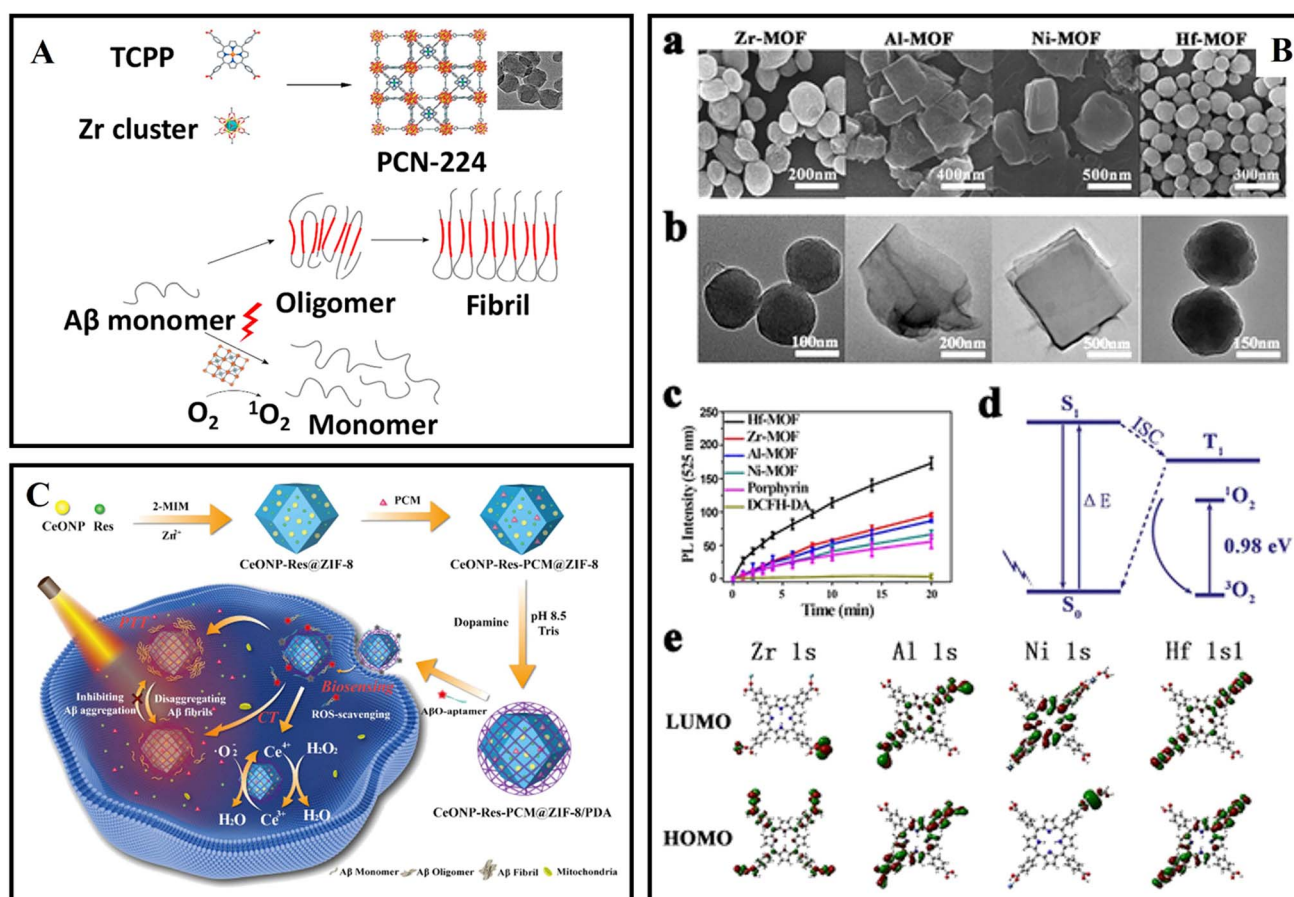 A
TCPP
Zr cluster
PCN-224
Aβ monomer
Oligomer
Fibril
O2
1O2
Monomer
B
a
Zr-MOF Al-MOF Ni-MOF Hf-MOF
200nm 400nm 500nm 300nm
b
100nm 200nm 500nm 150nm
c
PL Intensity (525 nm)
250
200
150
100
50
0
Hf-MOF
Zr-MOF
Al-MOF
Ni-MOF
Porphyrin
DCFH-DA
0 5 10 15 20
Time (min)
d
S1
ISC
T1
ΔE
1O2
0.98 eV
3O2
S0
e
Zr 1s Al 1s Ni 1s Hf 1s1
LUMO
HOMO
C
CeONP Res
2-MIM
Zn2+
CeONP-Res@ZIF-8
PCM
CeONP-Res-PCM@ZIF-8
Dopamine
pH 8.5
Tris
AβO-aptamer
CeONP-Res-PCM@ZIF-8/PDA
PTT
Inhibiting
Aβ aggregation
Disaggregating
Aβ fibrils
CT
Biosensing
ROS-scavenging
·O2-
Ce4+
H2O2
H2O
Ce3+
H2O
Aβ Monomer Aβ Oligomer Aβ Fibril Mitochondria